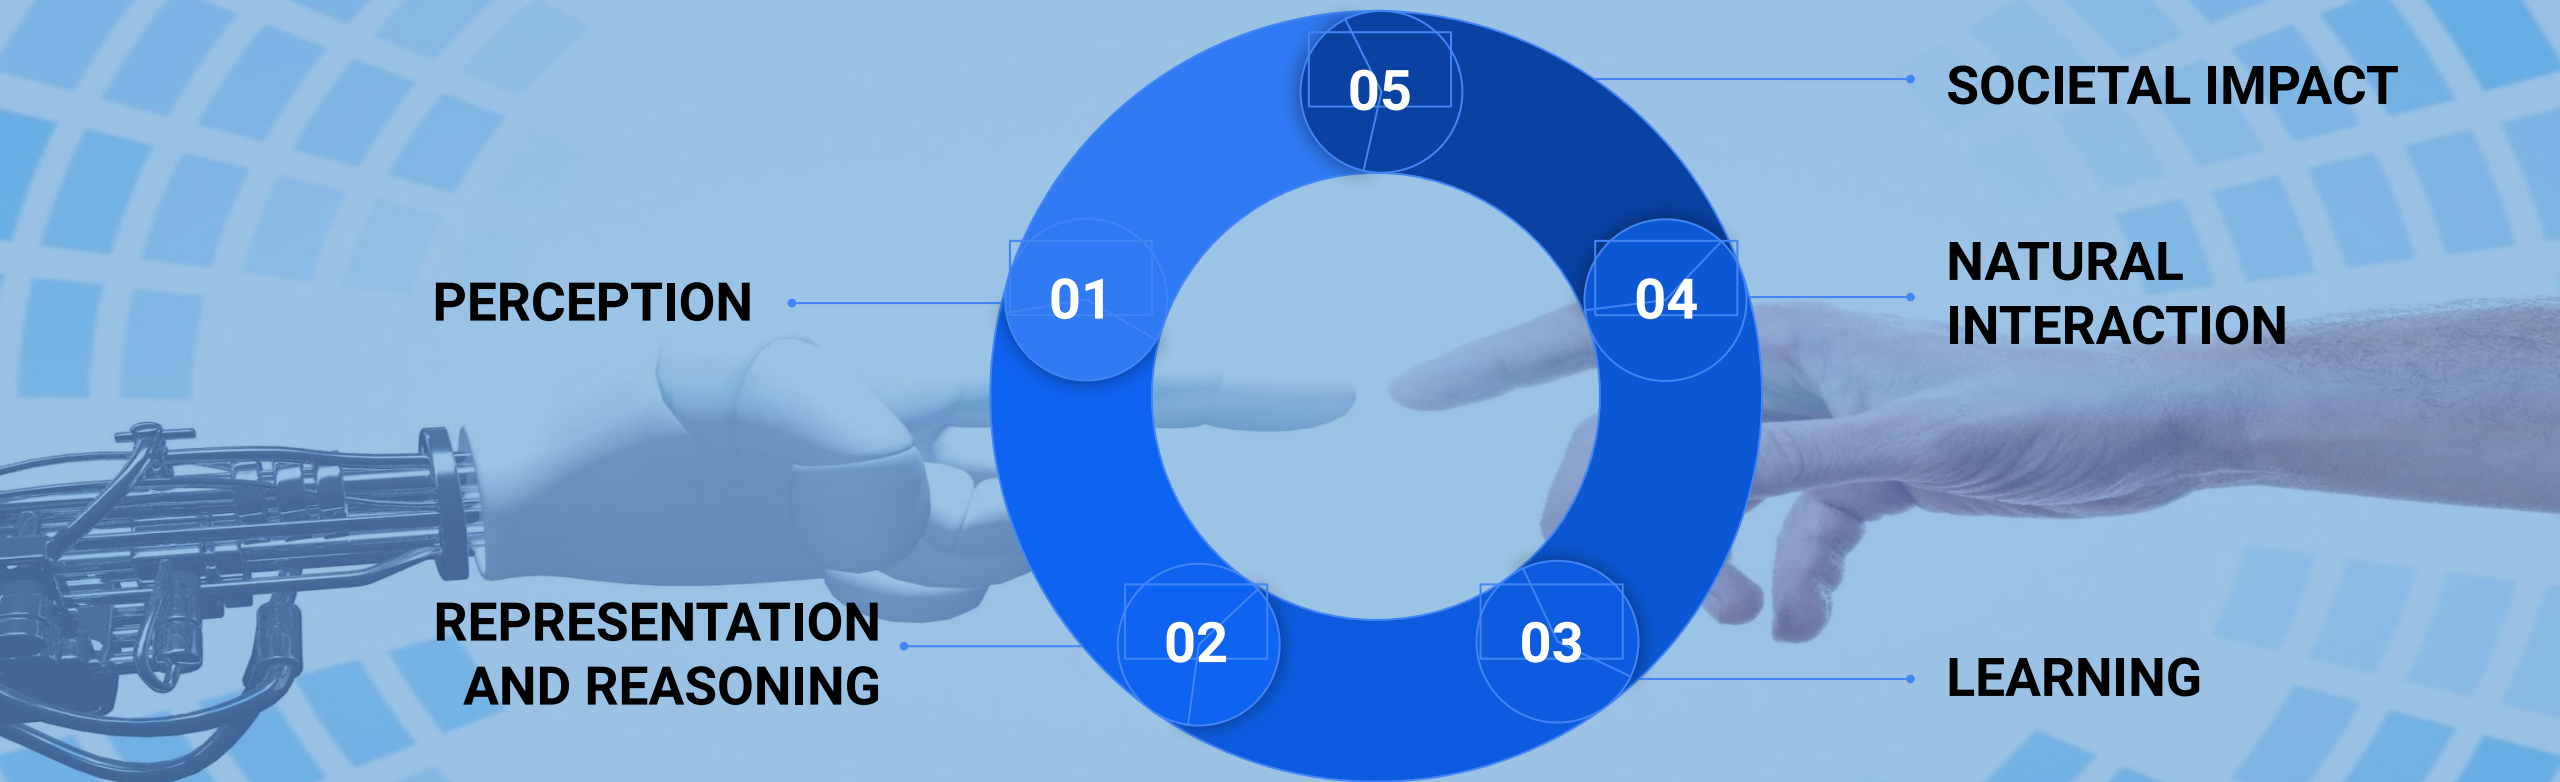 05
SOCIETAL IMPACT
01
PERCEPTION
04
NATURAL
INTERACTION
02
REPRESENTATION
AND REASONING
03
LEARNING